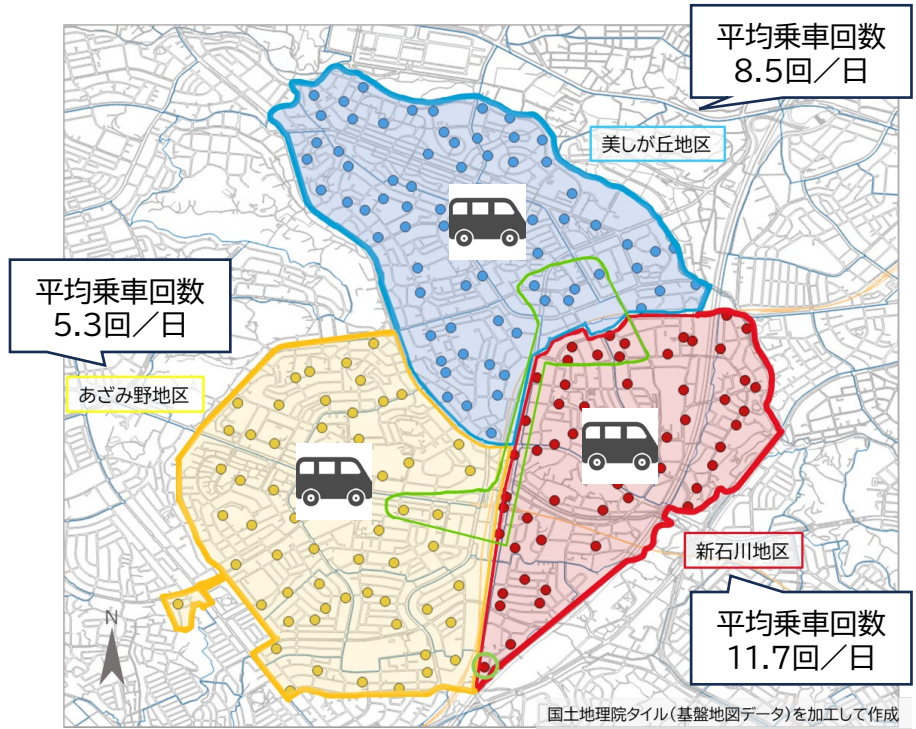 平均乗車回数
8.5回／日
美しが丘地区
平均乗車回数
5.3回／日
あざみ野地区
新石川地区
平均乗車回数
11.7回／日
N
国土地理院タイル（基盤地図データ）を加工して作成